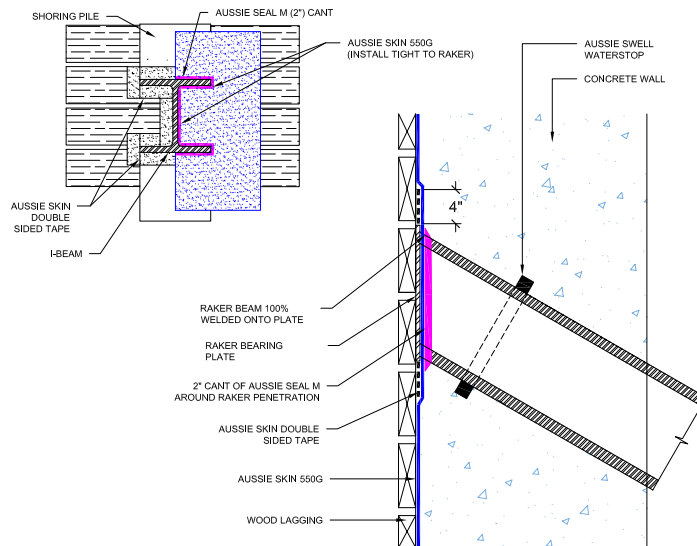 SHORING PILE
AUSSIE SEAL M (2") CANT
AUSSIE SKIN 550G
(INSTALL TIGHT TO RAKER)
AUSSIE SWELL
WATERSTOP
CONCRETE WALL
AUSSIE SKIN
DOUBLE
SIDED TAPE
I-BEAM
4"
RAKER BEAM 100%
WELDED ONTO PLATE
RAKER BEARING
PLATE
2" CANT OF AUSSIE SEAL M
AROUND RAKER PENETRATION
AUSSIE SKIN DOUBLE
SIDED TAPE
AUSSIE SKIN 550G
WOOD LAGGING